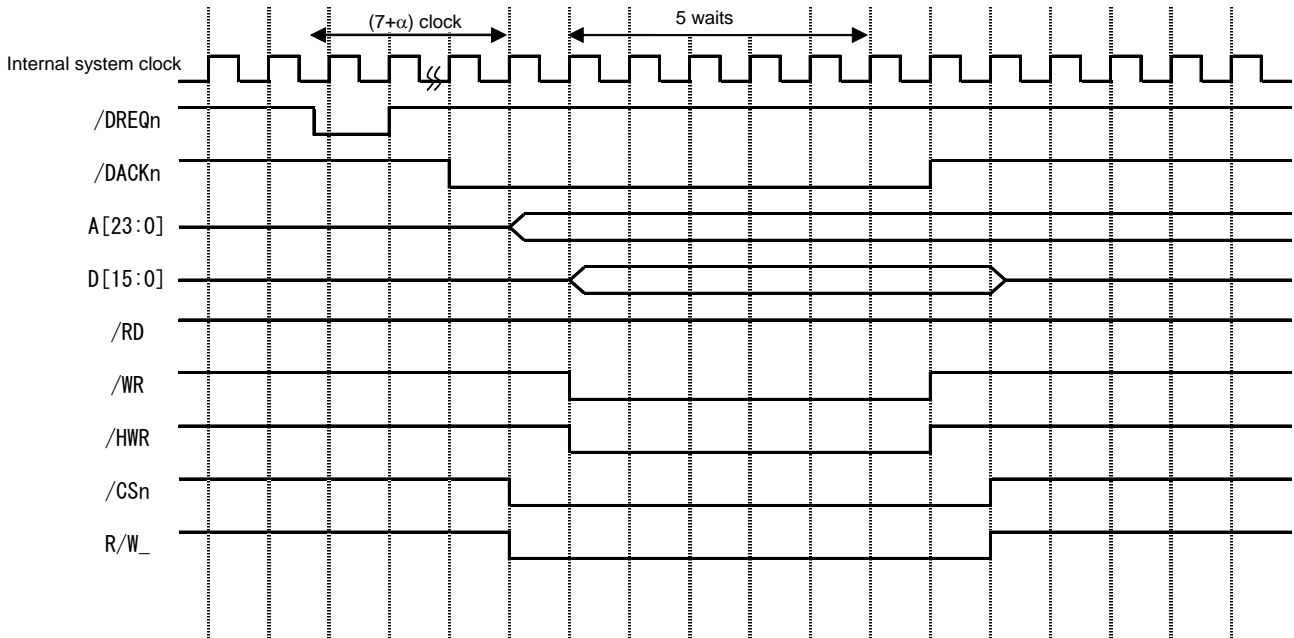 (7+α) clock
5 waits
Internal system clock
/DREQn
/DACKn
A[23:0]
D[15:0]
/RD
/WR
/HWR
/CSn
R/W_